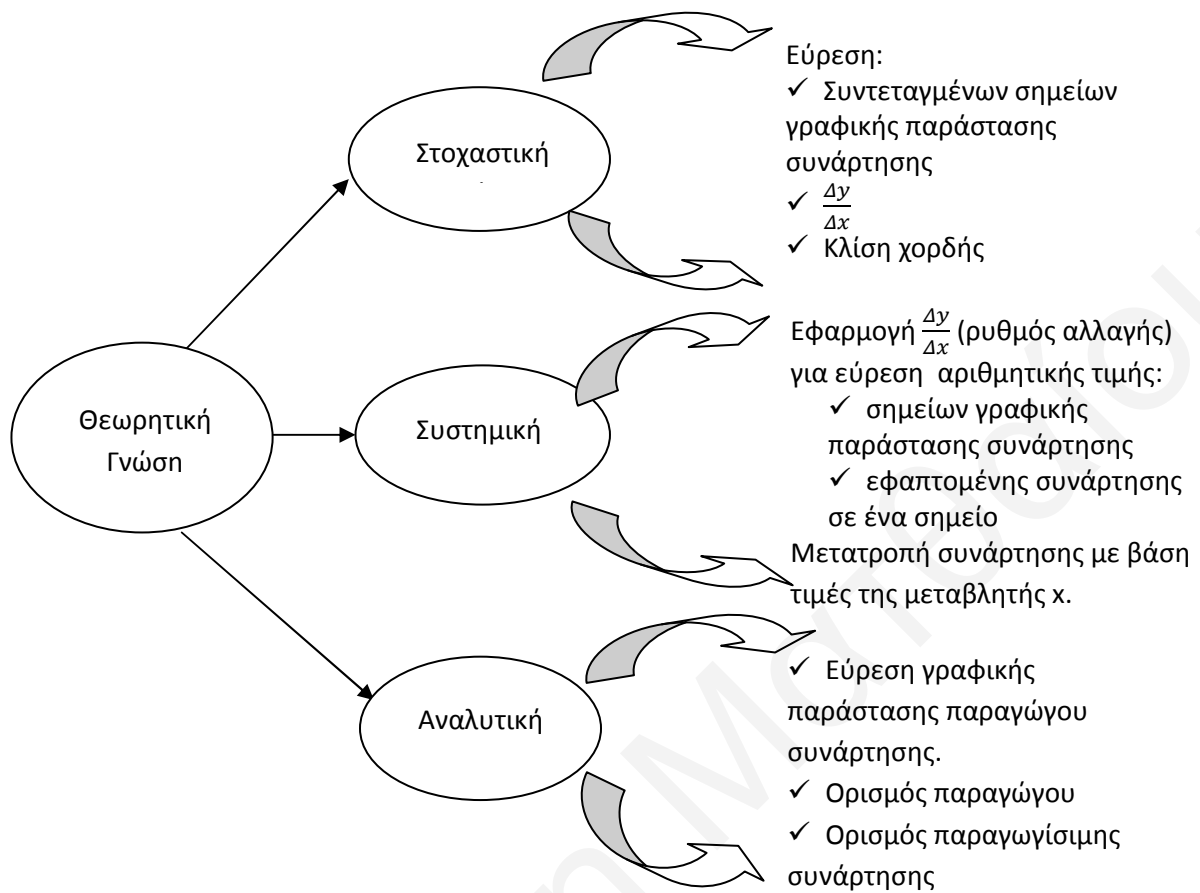 Θεωρητική
Γνώση
Στοχαστική
Εύρεση:
✓ Συντεταγμένων σημείων
γραφικής παράστασης
συνάρτησης
✓ Δy/Δx
✓ Κλίση χορδής
Συστημική
Εφαρμογή Δy/Δx (ρυθμός αλλαγής)
για εύρεση αριθμητικής τιμής:
✓ σημείων γραφικής
παράστασης συνάρτησης
✓ εφαπτομένης συνάρτησης
σε ένα σημείο
Μετατροπή συνάρτησης με βάση
τιμές της μεταβλητής x.
Αναλυτική
✓ Εύρεση γραφικής
παράστασης παραγώγου
συνάρτησης.
✓ Ορισμός παραγώγου
✓ Ορισμός παραγωγίσιμης
συνάρτησης